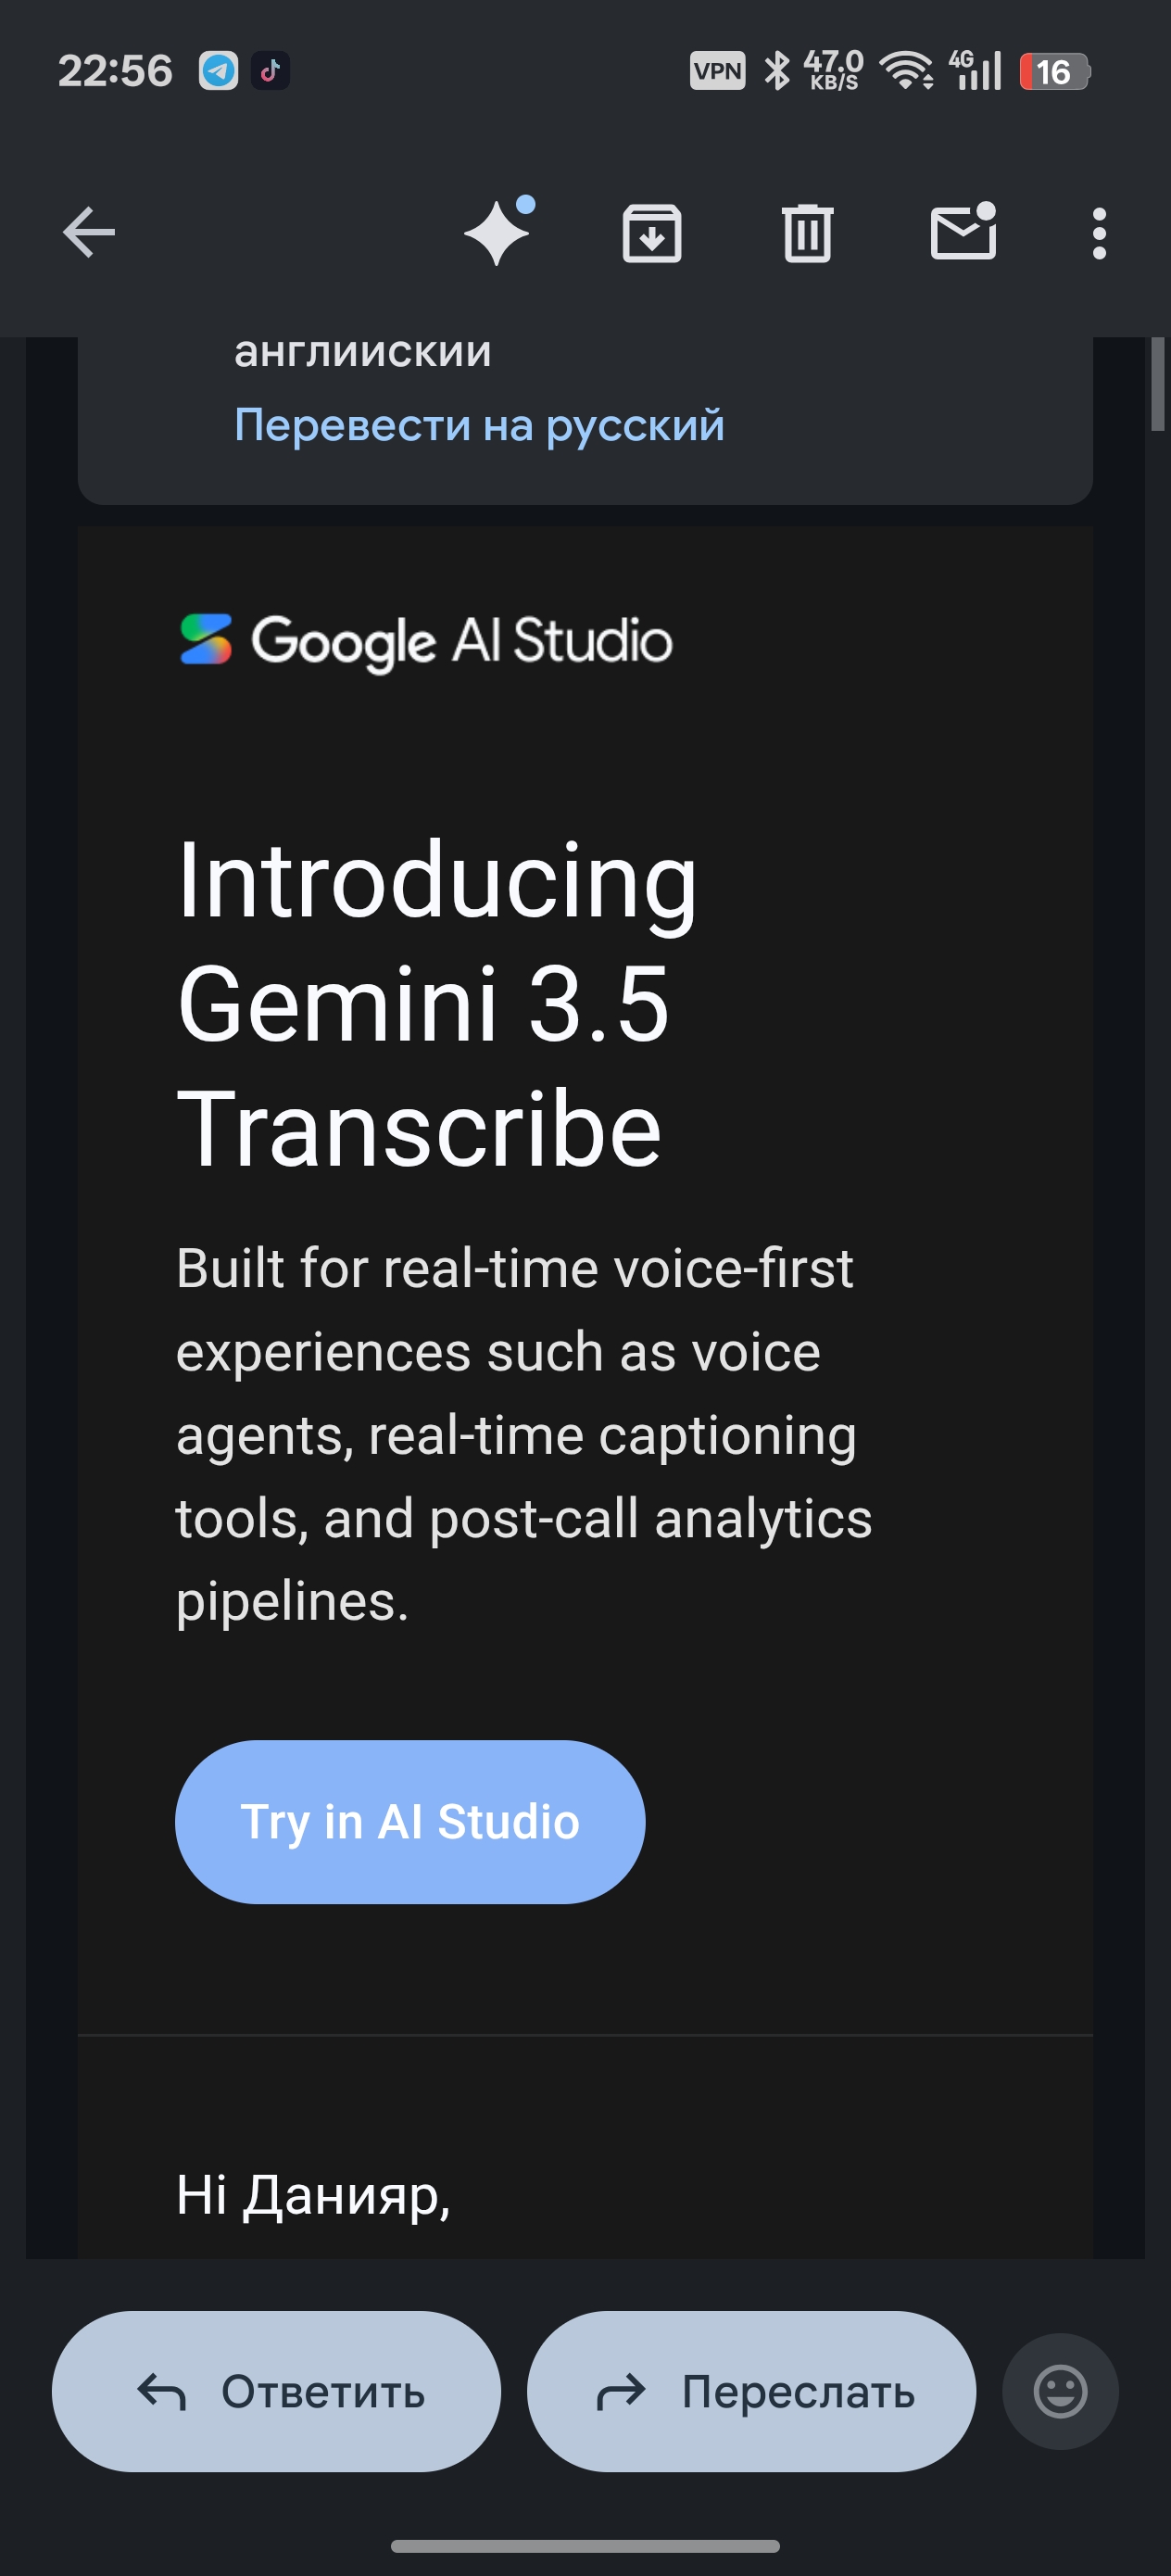 22:56
VPN 47.0 KB/S 4G 16
английский
Перевести на русский
Google AI Studio
Introducing
Gemini 3.5
Transcribe
Built for real-time voice-first
experiences such as voice
agents, real-time captioning
tools, and post-call analytics
pipelines.
Try in AI Studio
Hi Данияр,
Ответить
Переслать